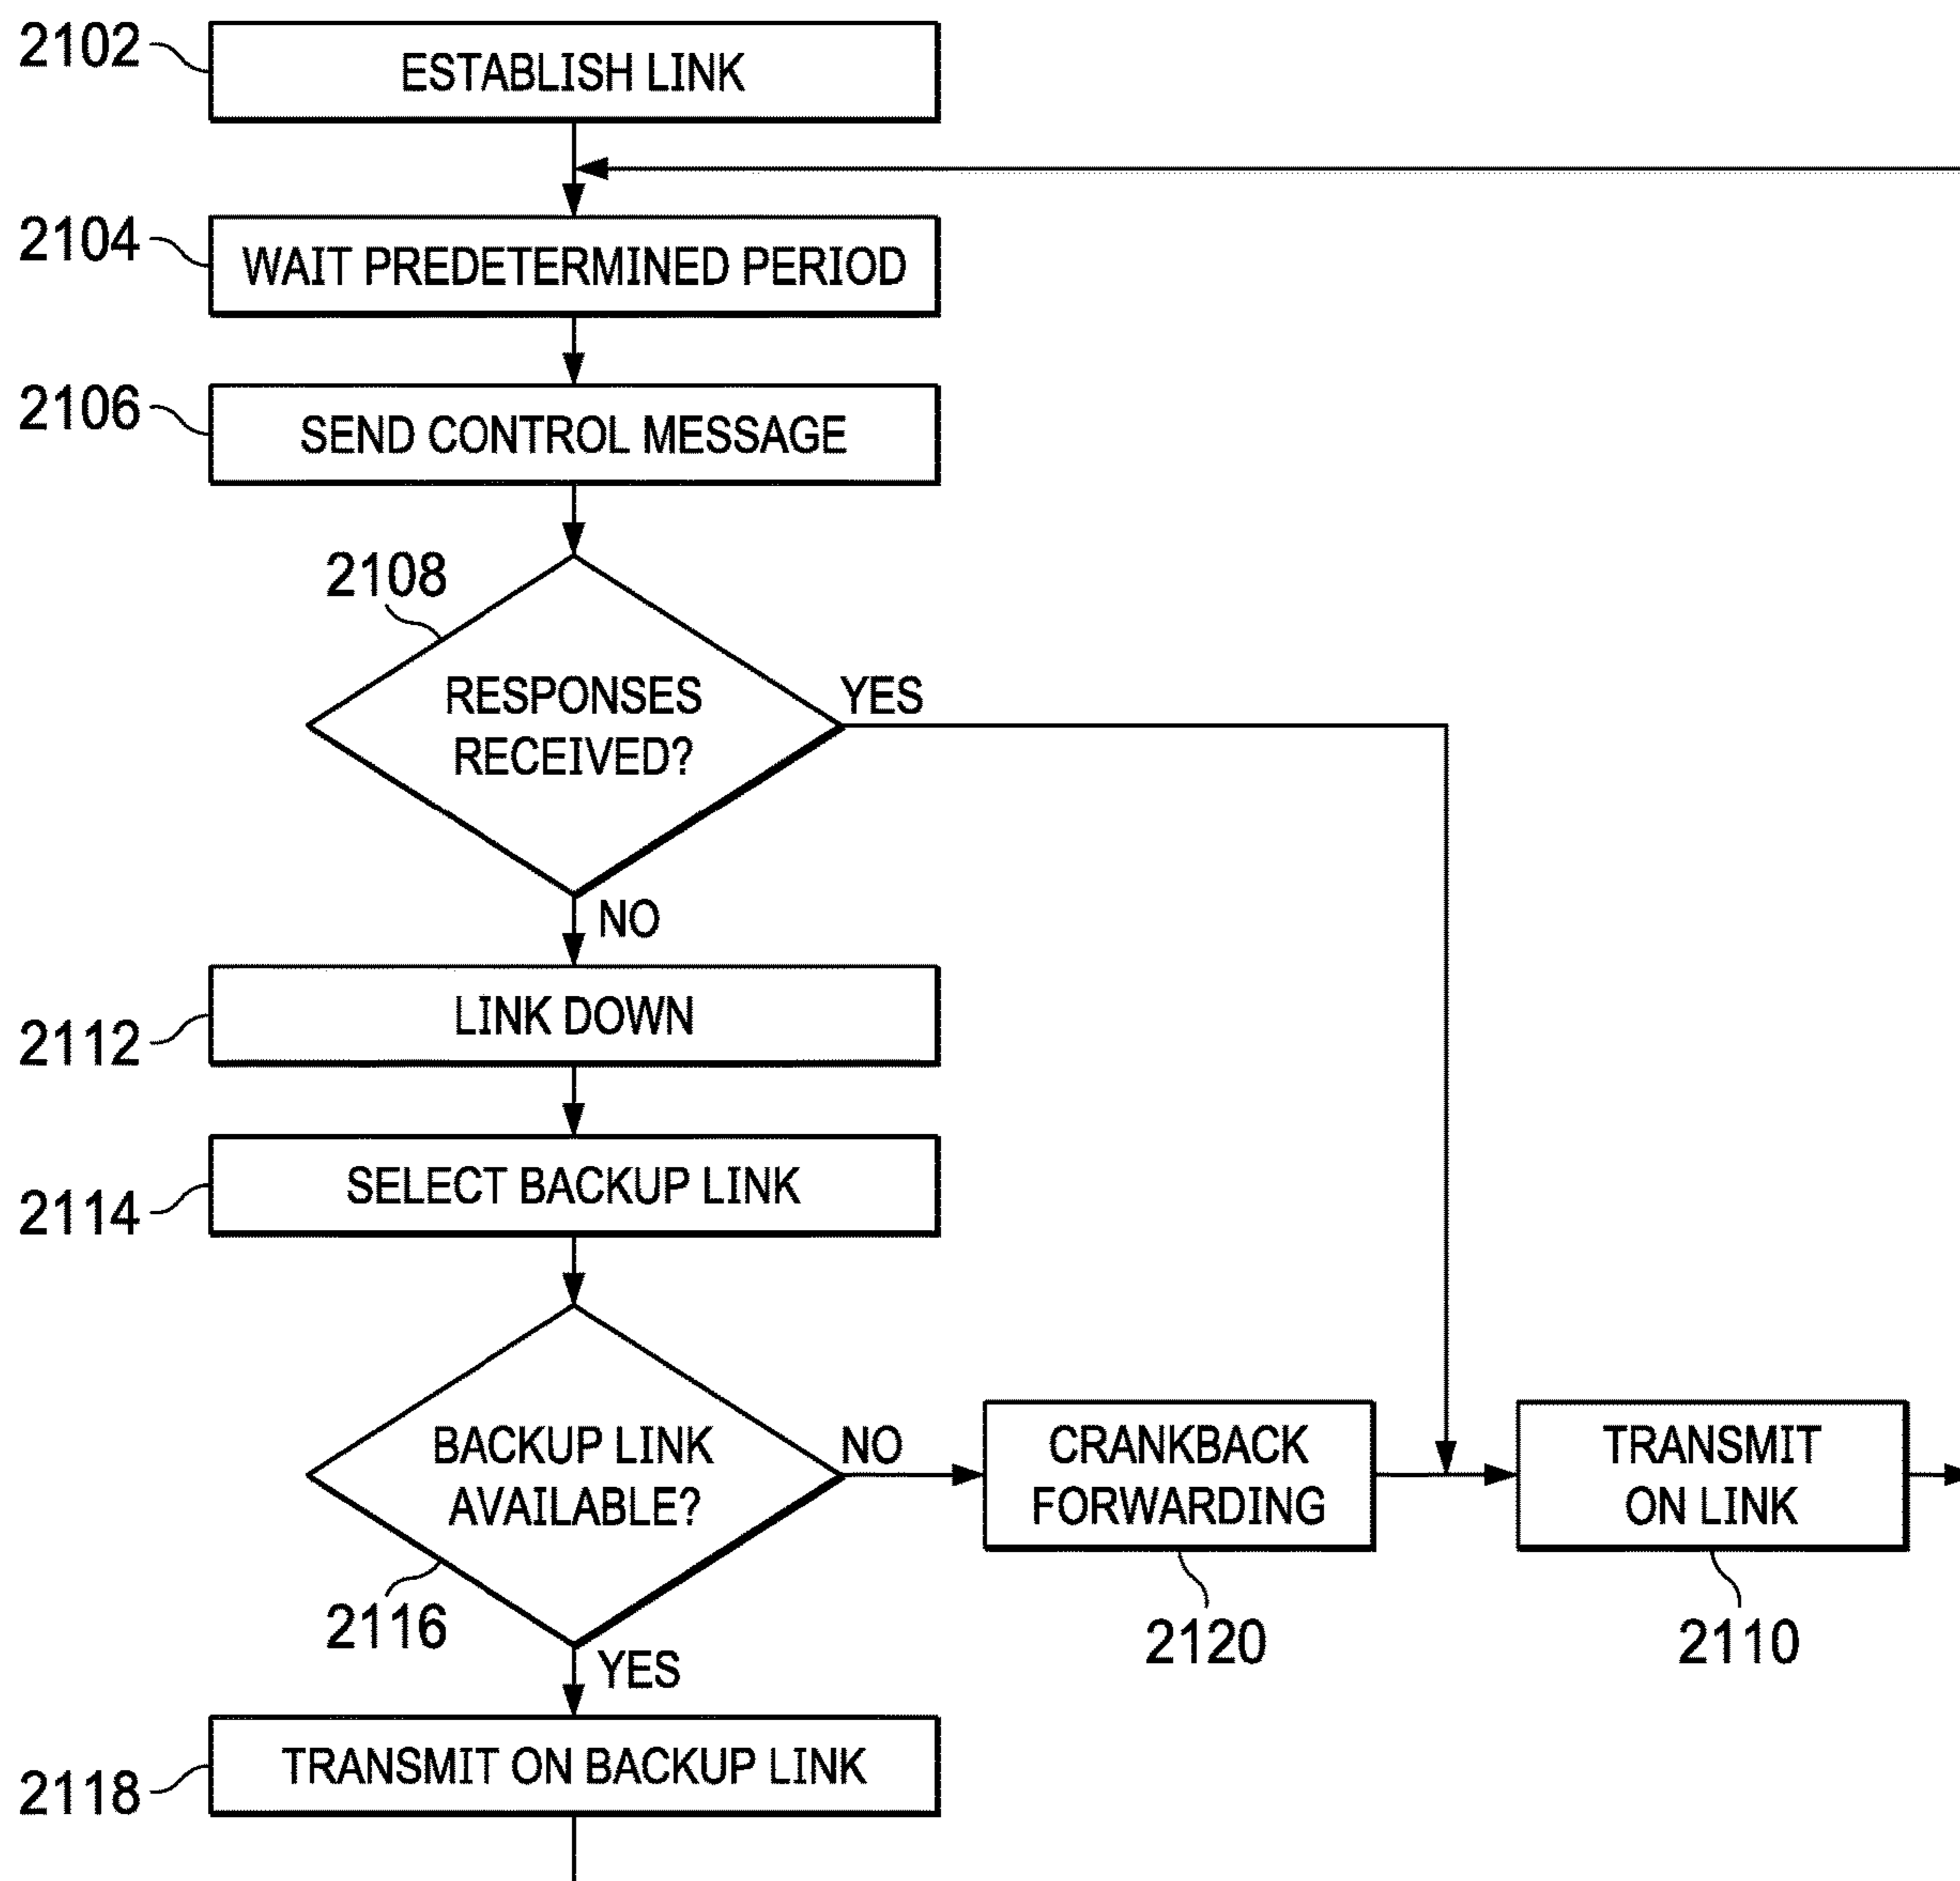 2102
ESTABLISH LINK
2104
WAIT PREDETERMINED PERIOD
2106
SEND CONTROL MESSAGE
2108
RESPONSES
RECEIVED?
YES
NO
2112
LINK DOWN
2114
SELECT BACKUP LINK
BACKUP LINK
AVAILABLE?
NO
2116
YES
CRANKBACK
FORWARDING
2120
TRANSMIT
ON LINK
2110
2118
TRANSMIT ON BACKUP LINK